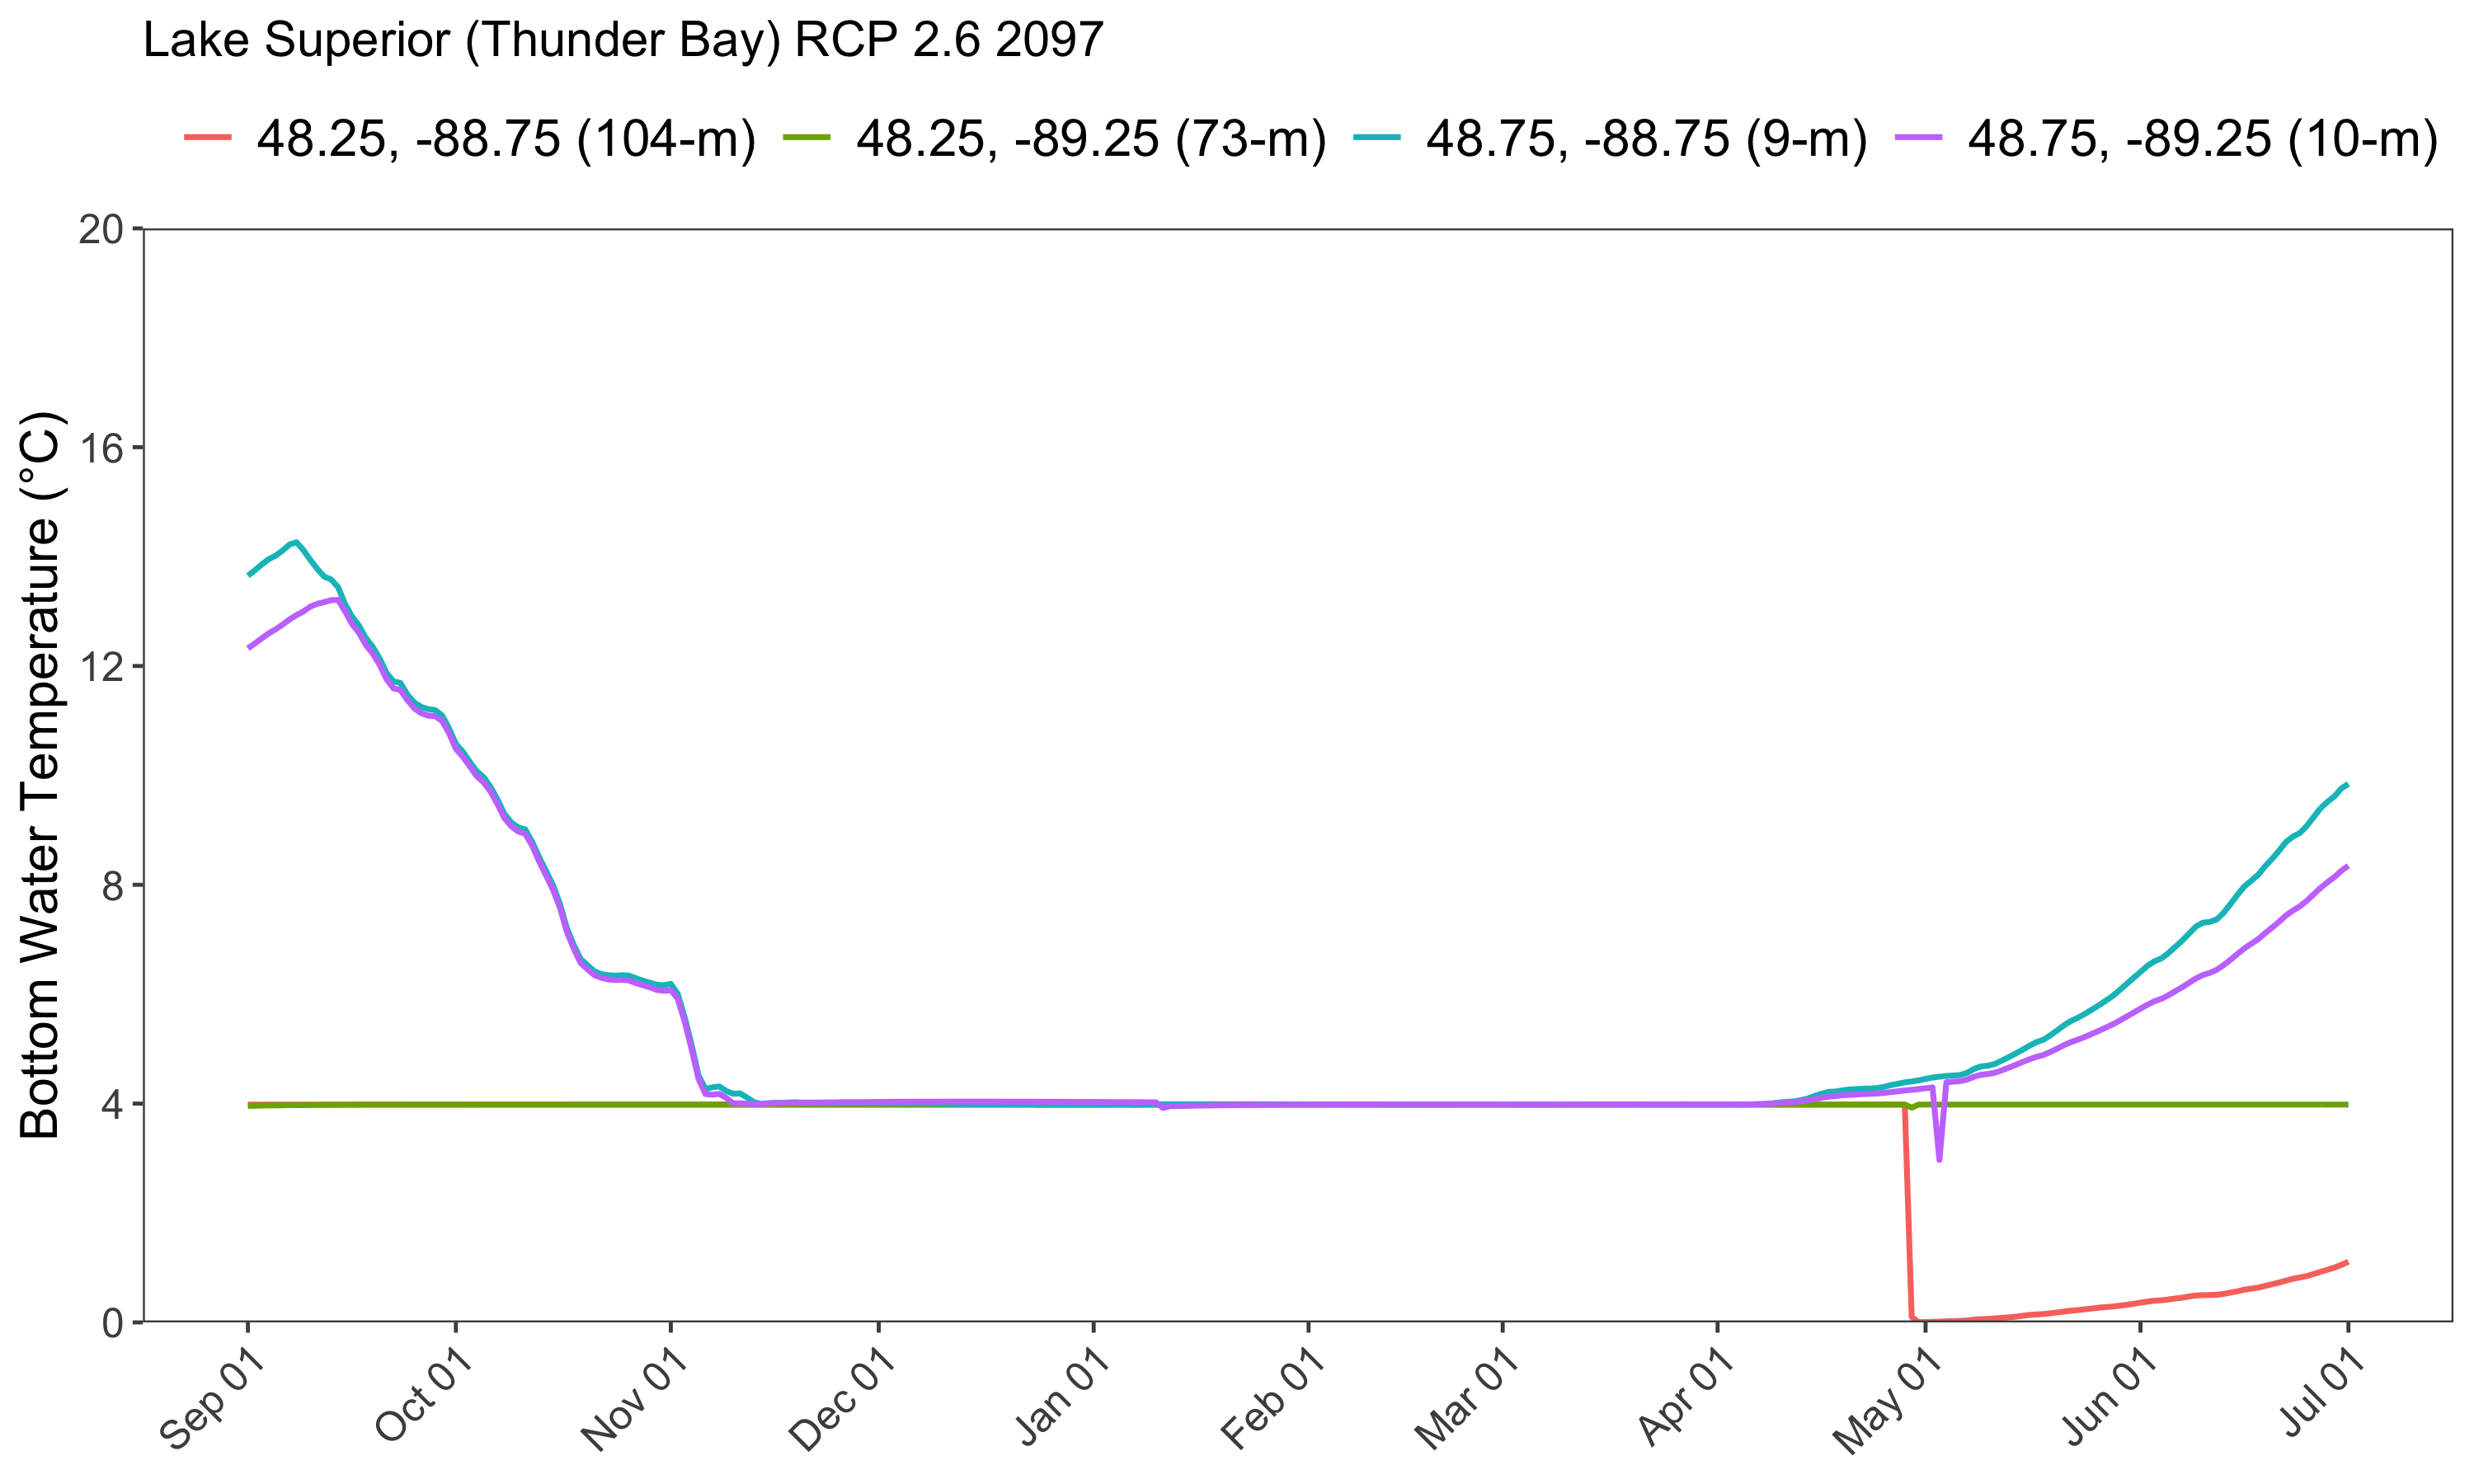 Lake Superior (Thunder Bay) RCP 2.6 2097
48.25, -88.75 (104-m) 48.25, -89.25 (73-m) 48.75, -88.75 (9-m) 48.75, -89.25 (10-m)
Bottom Water Temperature (°C)
20
16
12
8
4
0
Sep 01 Oct 01 Nov 01 Dec 01 Jan 01 Feb 01 Mar 01 Apr 01 May 01 Jun 01 Jul 01